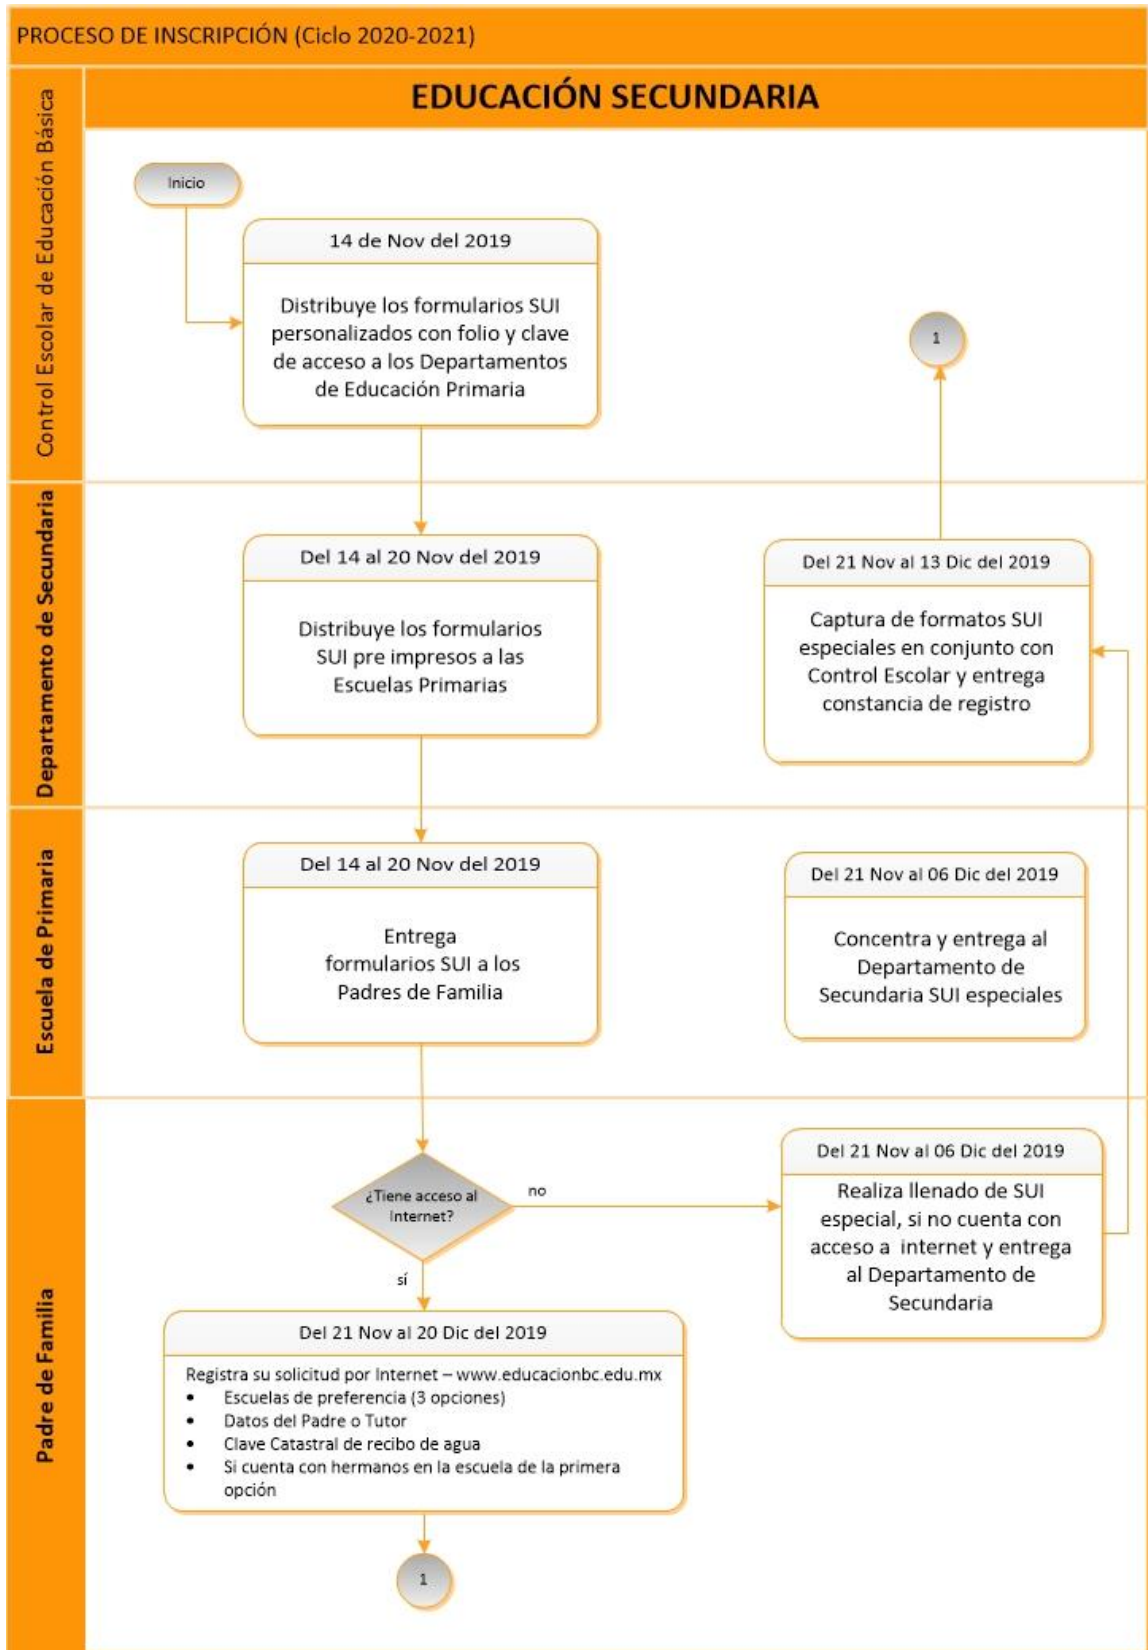 PROCESO DE INSCRIPCIÓN (Ciclo 2020-2021)
EDUCACIÓN SECUNDARIA
Control Escolar de Educación Básica
Inicio
14 de Nov del 2019
Distribuye los formularios SUI
personalizados con folio y clave
de acceso a los Departamentos
de Educación Primaria
1
Departamento de Secundaria
Del 14 al 20 Nov del 2019
Distribuye los formularios
SUI pre impresos a las
Escuelas Primarias
Del 21 Nov al 13 Dic del 2019
Captura de formatos SUI
especiales en conjunto con
Control Escolar y entrega
constancia de registro
Escuela de Primaria
Del 14 al 20 Nov del 2019
Entrega
formularios SUI a los
Padres de Familia
Del 21 Nov al 06 Dic del 2019
Concentra y entrega al
Departamento de
Secundaria SUI especiales
Padre de Familia
¿Tiene acceso al
Internet?
no
sí
Del 21 Nov al 06 Dic del 2019
Realiza llenado de SUI
especial, si no cuenta con
acceso a internet y entrega
al Departamento de
Secundaria
Del 21 Nov al 20 Dic del 2019
Registra su solicitud por Internet – www.educacionbc.edu.mx
• Escuelas de preferencia (3 opciones)
• Datos del Padre o Tutor
• Clave Catastral de recibo de agua
• Si cuenta con hermanos en la escuela de la primera
opción
1